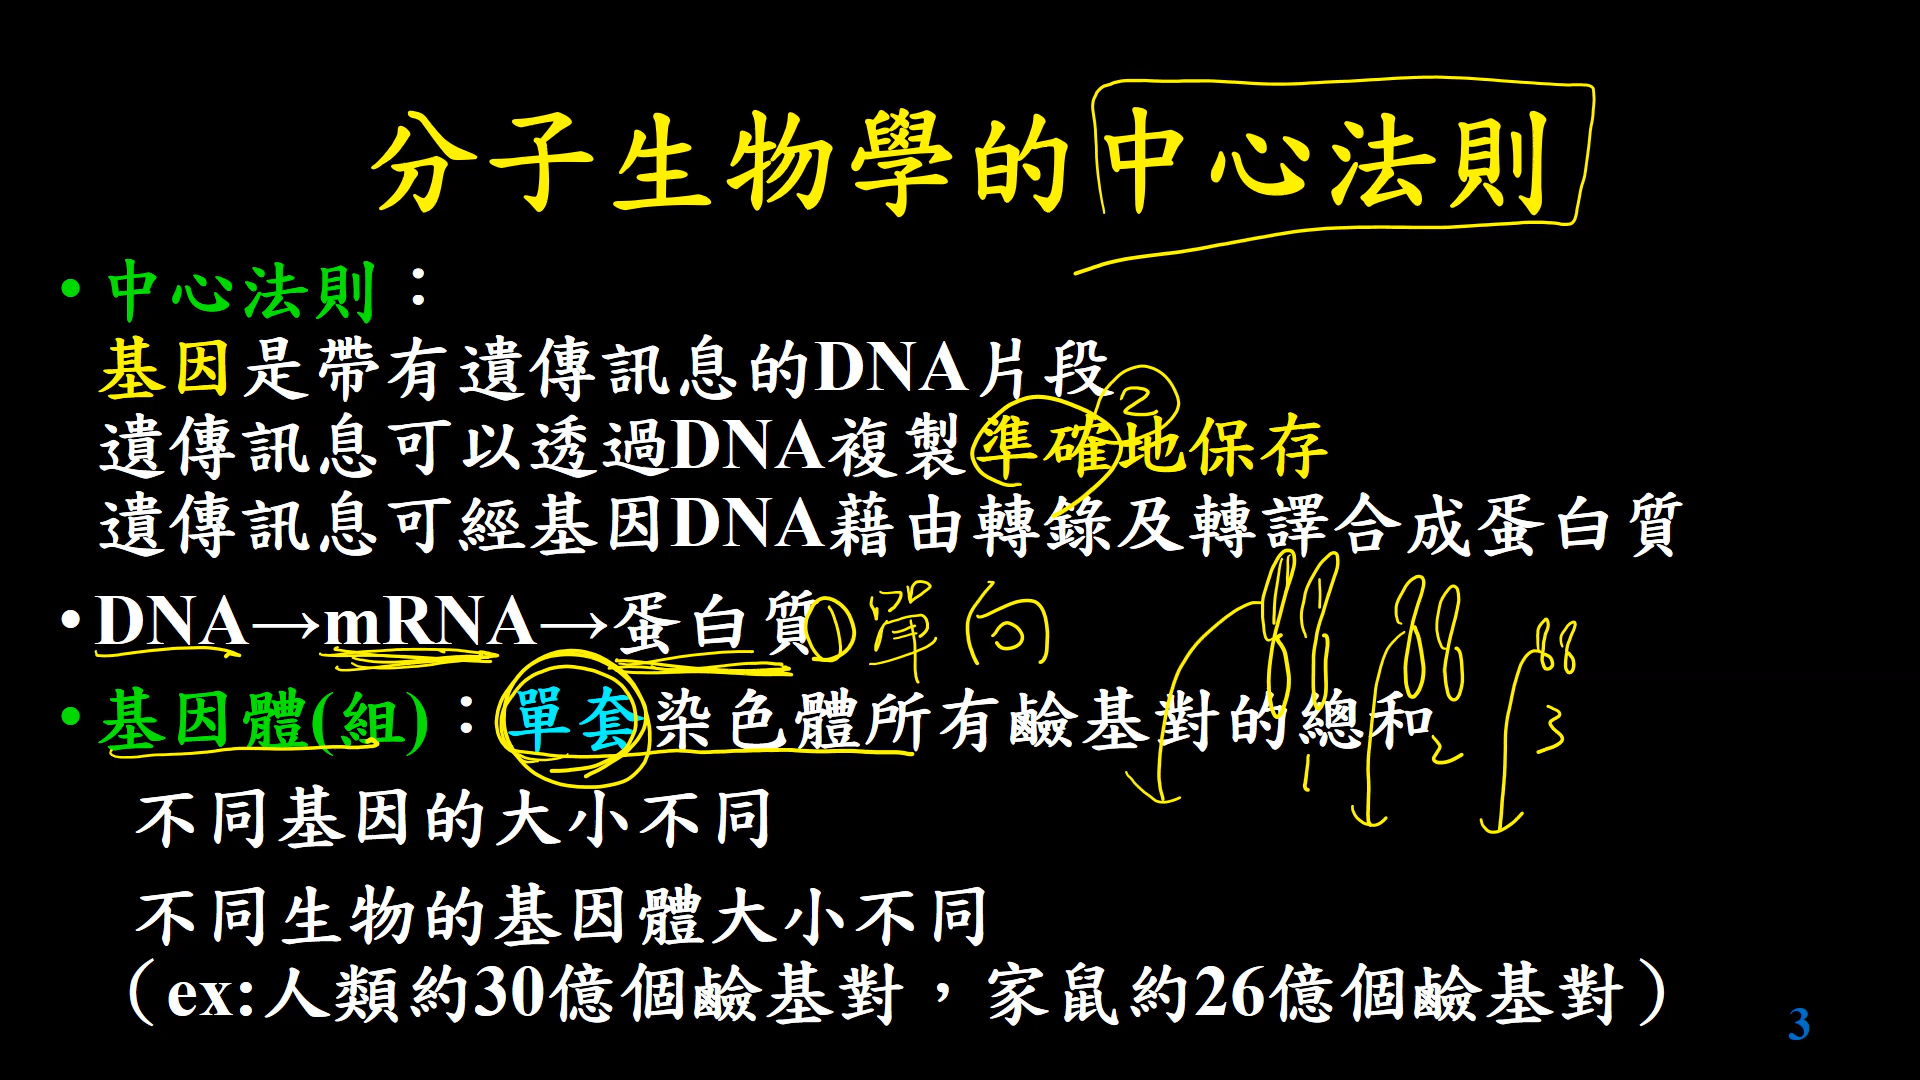 分子生物學的中心法則
•中心法則：
基因是帶有遺傳訊息的DNA片段
②
遺傳訊息可以透過DNA複製準確地保存
遺傳訊息可經基因DNA藉由轉錄及轉譯合成蛋白質
•DNA→mRNA→蛋白質①單向
•基因體(組)：單套染色體所有鹼基對的總和
1 2 3
不同基因的大小不同
不同生物的基因體大小不同
（ex:人類約30億個鹼基對，家鼠約26億個鹼基對）
3